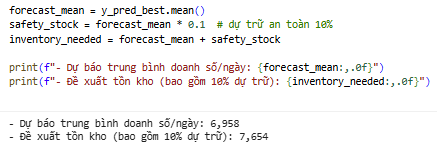 forecast_mean = y_pred_best.mean()
safety_stock = forecast_mean * 0.1  # dự trữ an toàn 10%
inventory_needed = forecast_mean + safety_stock
print(f"- Dự báo trung bình doanh số/ngày: {forecast_mean:,.0f}")
print(f"- Đề xuất tồn kho (bao gồm 10% dự trữ): {inventory_needed:,.0f}")
- Dự báo trung bình doanh số/ngày: 6,958
- Đề xuất tồn kho (bao gồm 10% dự trữ): 7,654